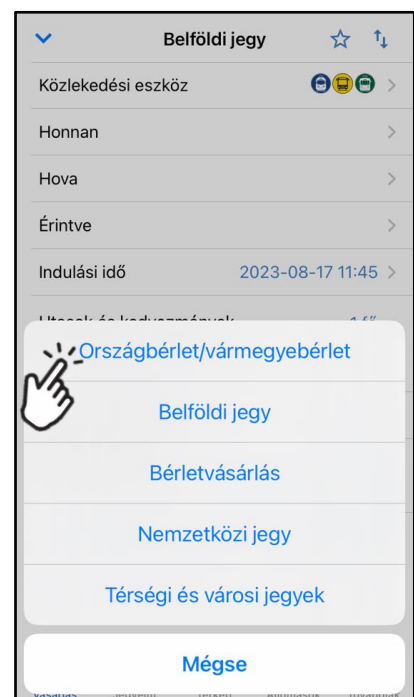 Belföldi jegy
Közlekedési eszköz
Honnan
Hova
Érintve
Indulási idő 2023-08-17 11:45
Országbérlet/vármegyebérlet
Belföldi jegy
Bérletvásárlás
Nemzetközi jegy
Térségi és városi jegyek
Mégse